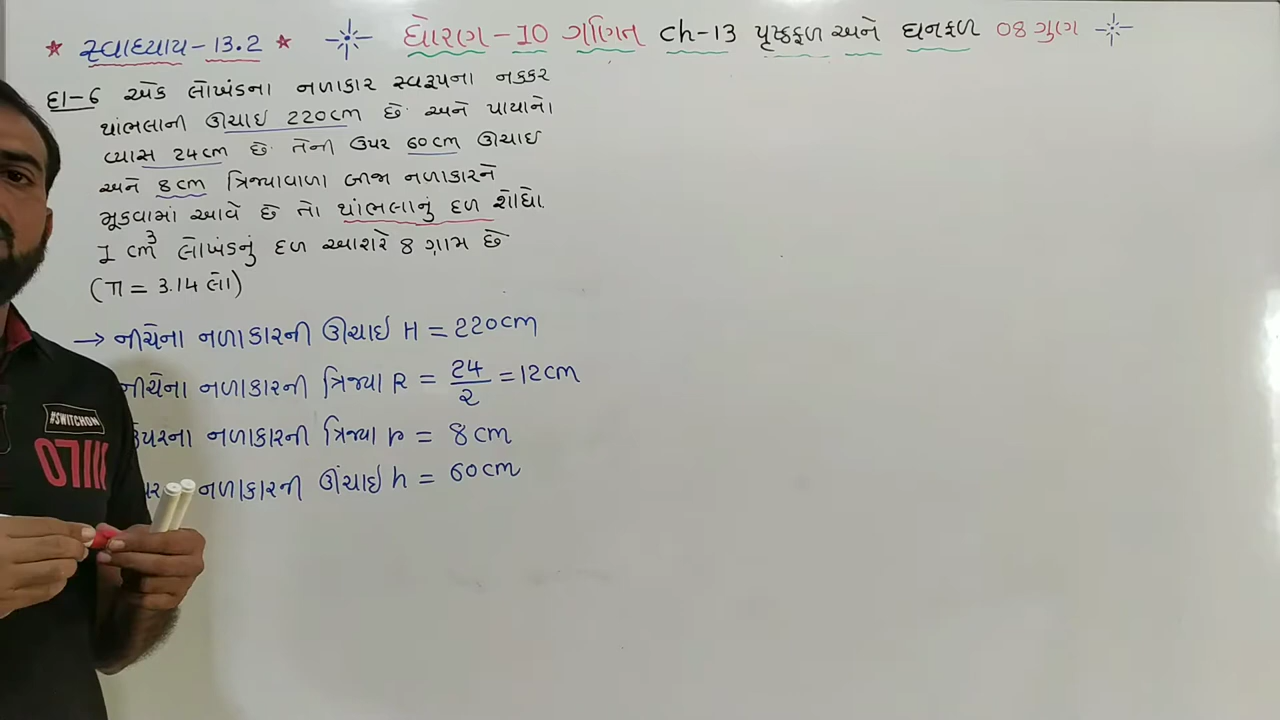 ★ સ્વાધ્યાય-13.2 ★ ધોરણ-10 ગણિત ch-13 પૃષ્ઠફળ અને ઘનફળ 08 ગુણ
દા-6 એક લોખંડના નળાકાર સ્વરૂપના નક્કર
થાંભલાની ઊંચાઇ 220cm છે અને પાયાનો
વ્યાસ 24cm છે તેની ઉપર 60cm ઊંચાઇ
અને 8cm ત્રિજ્યાવાળા બીજા નળાકારને
મૂકવામાં આવે છે તો થાંભલાનું દળ શોધો.
1 cm³ લોખંડનું દળ આશરે 8 ગ્રામ છે
(π = 3.14 લો)
→ નીચેના નળાકારની ઊંચાઇ H = 220cm
નીચેના નળાકારની ત્રિજ્યા R = 24/2 = 12cm
ઉપરના નળાકારની ત્રિજ્યા r = 8cm
નળાકારની ઊંચાઇ h = 60cm
#SWITCHON
07111